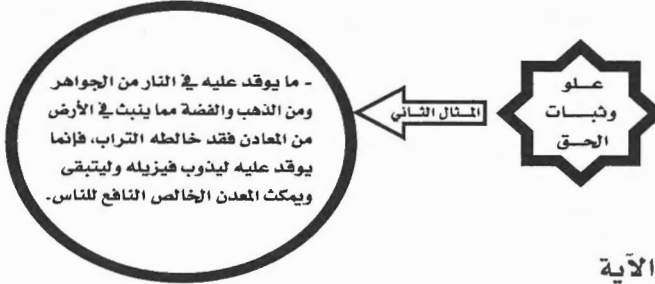 علو
وثبات
الحق
المثال الثاني
- ما يوقد عليه في النار من الجواهر
ومن الذهب والفضة مما ينبث في الأرض
من المعادن فقد خالطه التراب، فإنما
يوقد عليه ليذوب فيزيله وليتبقى
ويمكث المعدن الخالص النافع للناس-
الآية